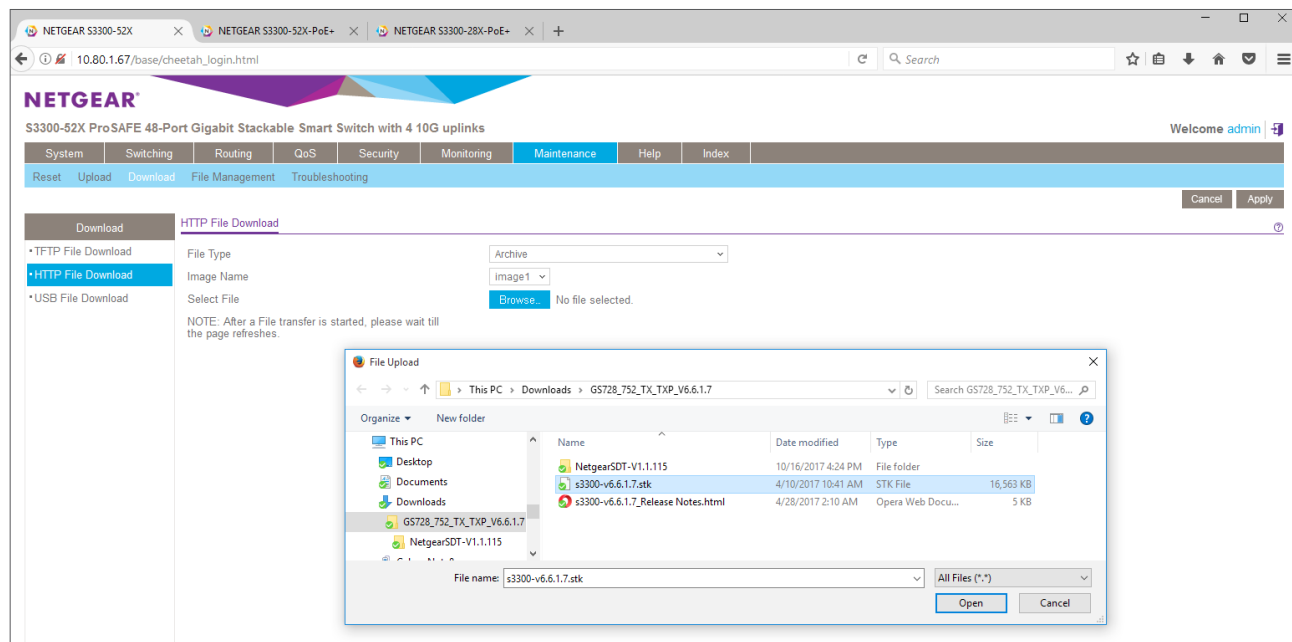 NETGEAR S3300-52X NETGEAR S3300-52X-PoE+ NETGEAR S3300-28X-PoE+
10.80.1.67/base/cheetah_login.html Search
NETGEAR®
S3300-52X ProSAFE 48-Port Gigabit Stackable Smart Switch with 4 10G uplinks Welcome admin
System Switching Routing QoS Security Monitoring Maintenance Help Index
Reset Upload Download File Management Troubleshooting
Cancel Apply
Download HTTP File Download
•TFTP File Download File Type Archive
•HTTP File Download Image Name image1
•USB File Download Select File Browse.. No file selected.
NOTE: After a File transfer is started, please wait till
the page refreshes.
File Upload
This PC > Downloads > GS728_752_TX_TXP_V6.6.1.7 Search GS728_752_TX_TXP_V6...
Organize New folder
This PC Name Date modified Type Size
Desktop NetgearSDT-V1.1.115 10/16/2017 4:24 PM File folder
Documents s3300-v6.6.1.7.stk 4/10/2017 10:41 AM STK File 16,563 KB
Downloads s3300-v6.6.1.7_Release Notes.html 4/28/2017 2:10 AM Opera Web Docu... 5 KB
GS728_752_TX_TXP_V6.6.1.7
NetgearSDT-V1.1.115
File name: s3300-v6.6.1.7.stk All Files (*.*)
Open Cancel